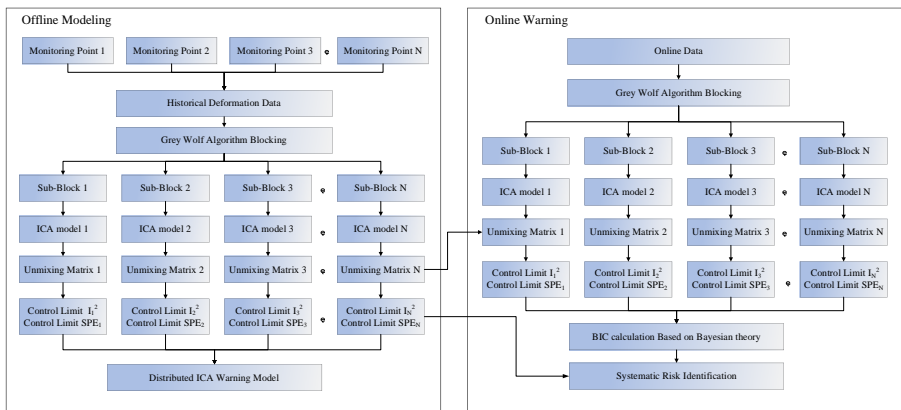 Offline Modeling
Monitoring Point 1
Monitoring Point 2
Monitoring Point 3
Monitoring Point N
Historical Deformation Data
Grey Wolf Algorithm Blocking
Sub-Block 1
Sub-Block 2
Sub-Block 3
Sub-Block N
ICA model 1
ICA model 2
ICA model 3
ICA model N
Unmixing Matrix 1
Unmixing Matrix 2
Unmixing Matrix 3
Unmixing Matrix N
Control Limit I₁²
Control Limit SPE₁
Control Limit I₂²
Control Limit SPE₂
Control Limit I₃²
Control Limit SPE₃
Control Limit I_N²
Control Limit SPE_N
Distributed ICA Warning Model
Online Warning
Online Data
Grey Wolf Algorithm Blocking
Sub-Block 1
Sub-Block 2
Sub-Block 3
Sub-Block N
ICA model 1
ICA model 2
ICA model 3
ICA model N
Unmixing Matrix 1
Unmixing Matrix 2
Unmixing Matrix 3
Unmixing Matrix N
Control Limit I₁²
Control Limit SPE₁
Control Limit I₂²
Control Limit SPE₂
Control Limit I₃²
Control Limit SPE₃
Control Limit I_N²
Control Limit SPE_N
BIC calculation Based on Bayesian theory
Systematic Risk Identification